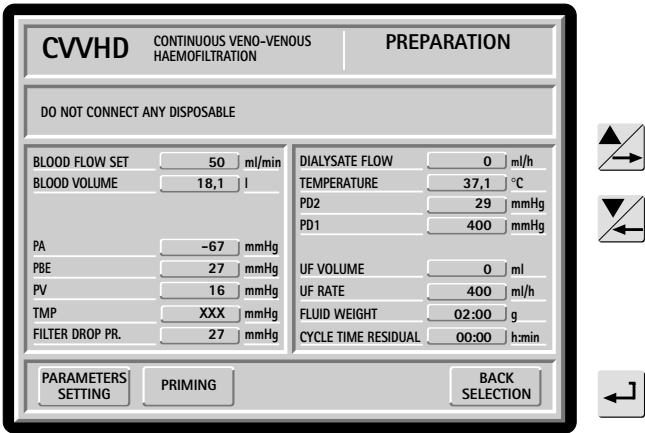 CVVHD
CONTINUOUS VENO-VENOUS
HAEMOFILTRATION
PREPARATION
DO NOT CONNECT ANY DISPOSABLE
BLOOD FLOW SET 50 ml/min
BLOOD VOLUME 18,1 l
PA -67 mmHg
PBE 27 mmHg
PV 16 mmHg
TMP XXX mmHg
FILTER DROP PR. 27 mmHg
DIALYSATE FLOW 0 ml/h
TEMPERATURE 37,1 °C
PD2 29 mmHg
PD1 400 mmHg
UF VOLUME 0 ml
UF RATE 400 ml/h
FLUID WEIGHT 02:00 g
CYCLE TIME RESIDUAL 00:00 h:min
PARAMETERS
SETTING
PRIMING
BACK
SELECTION